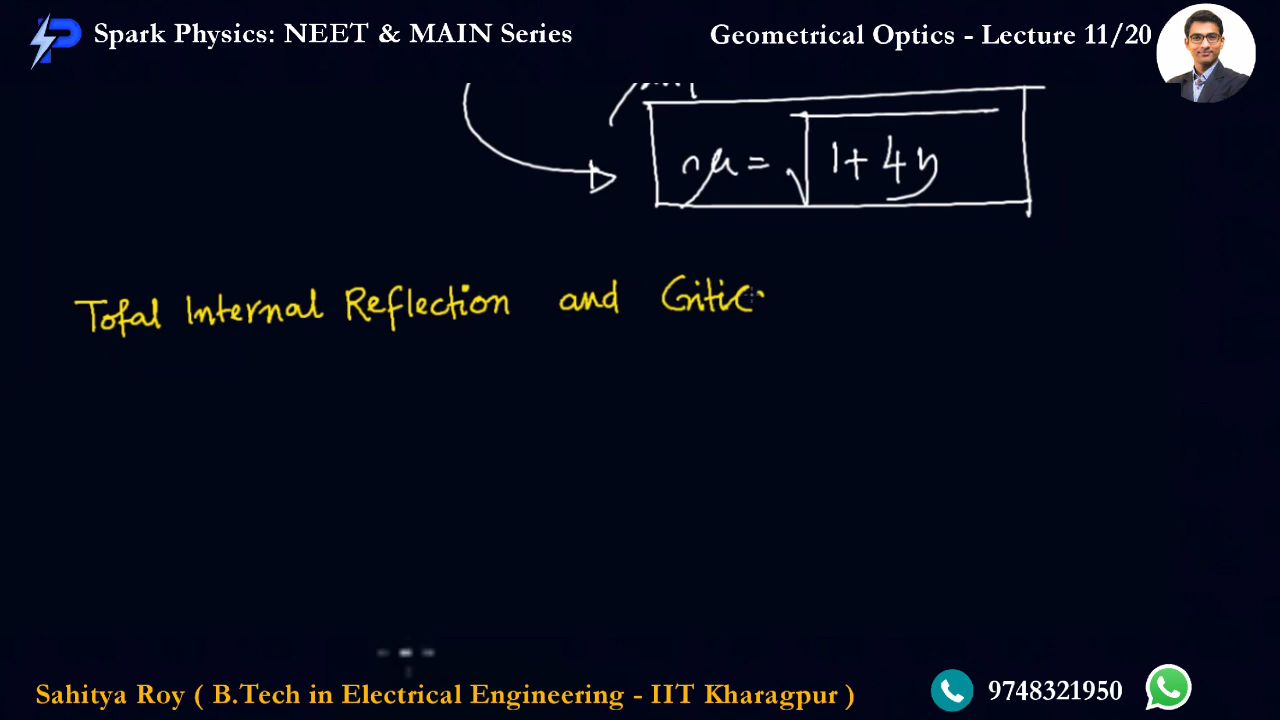 Spark Physics: NEET & MAIN Series
Geometrical Optics - Lecture 11/20
= √1+4y
Total Internal Reflection and Critic
Sahitya Roy ( B.Tech in Electrical Engineering - IIT Kharagpur )
9748321950